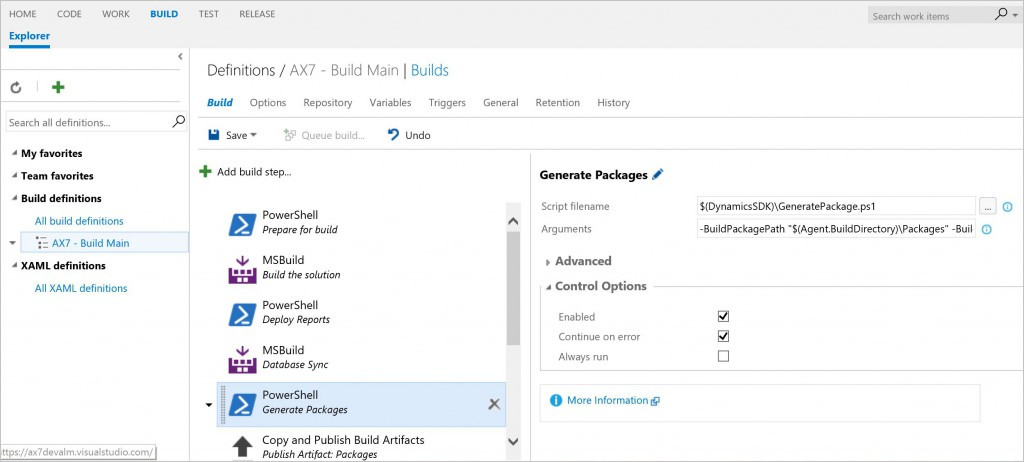 HOME CODE WORK BUILD TEST RELEASE
Search work items
Explorer
Definitions / AX7 - Build Main | Builds
Build Options Repository Variables Triggers General Retention History
Search all definitions...
Save Queue build... Undo
My favorites
Team favorites
Build definitions
All build definitions
AX7 - Build Main
XAML definitions
All XAML definitions
Add build step...
PowerShell
Prepare for build
MSBuild
Build the solution
PowerShell
Deploy Reports
MSBuild
Database Sync
PowerShell
Generate Packages
Copy and Publish Build Artifacts
Publish Artifact: Packages
Generate Packages
Script filename $(DynamicsSDK)\GeneratePackage.ps1 ...
Arguments -BuildPackagePath "$(Agent.BuildDirectory)\Packages" -Buil
Advanced
Control Options
Enabled
Continue on error
Always run
More Information
ttps://ax7devalm.visualstudio.com/